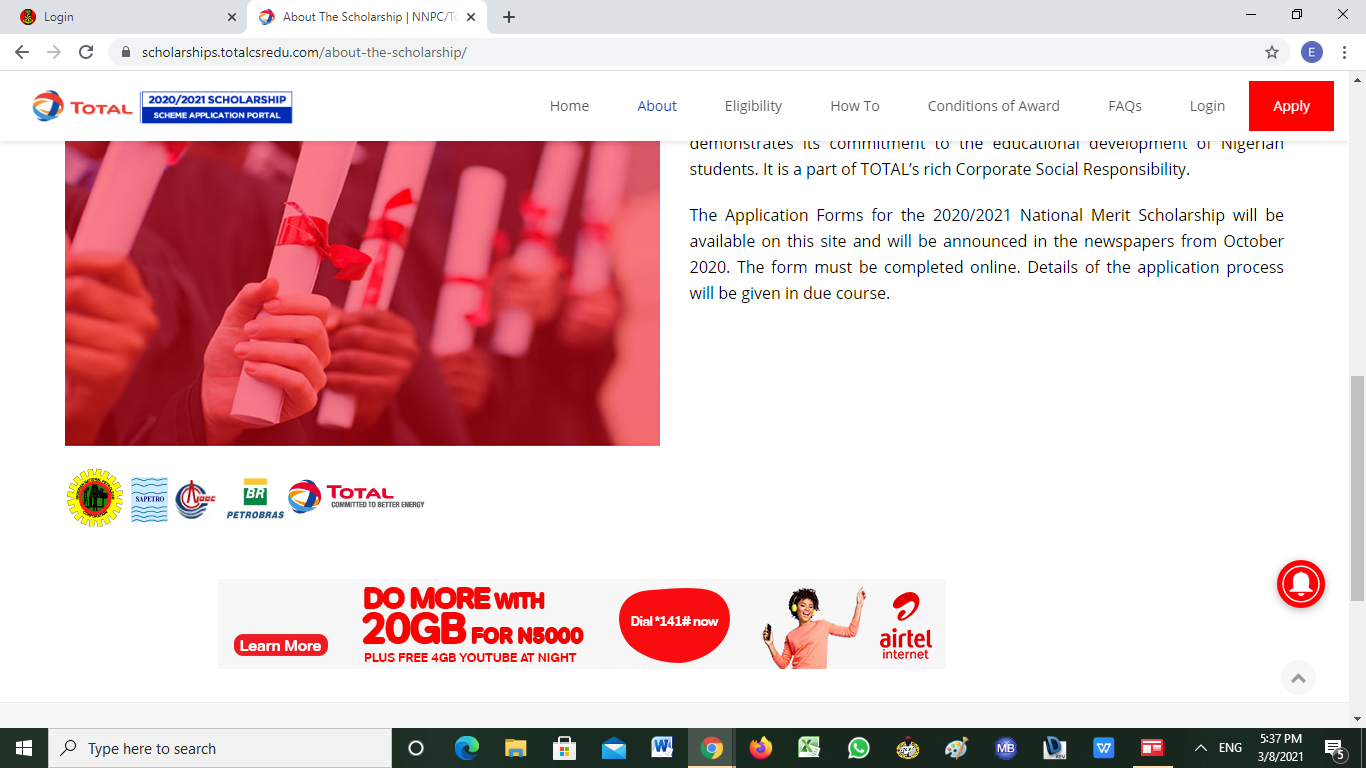 Login
About The Scholarship | NNPC/To
scholarships.totalcsredu.com/about-the-scholarship/
E
TOTAL
2020/2021 SCHOLARSHIP
SCHEME APPLICATION PORTAL
Home About Eligibility How To Conditions of Award FAQs Login Apply
demonstrates its commitment to the educational development of Nigerian
students. It is a part of TOTAL’s rich Corporate Social Responsibility.
The Application Forms for the 2020/2021 National Merit Scholarship will be
available on this site and will be announced in the newspapers from October
2020. The form must be completed online. Details of the application process
will be given in due course.
SAPETRO
BR
PETROBRAS
TOTAL
COMMITTED TO BETTER ENERGY
Learn More
DO MORE WITH
20GB FOR N5000
PLUS FREE 4GB YOUTUBE AT NIGHT
Dial *141# now
airtel
internet
Type here to search
MB
W
ENG
5:37 PM
3/8/2021
5